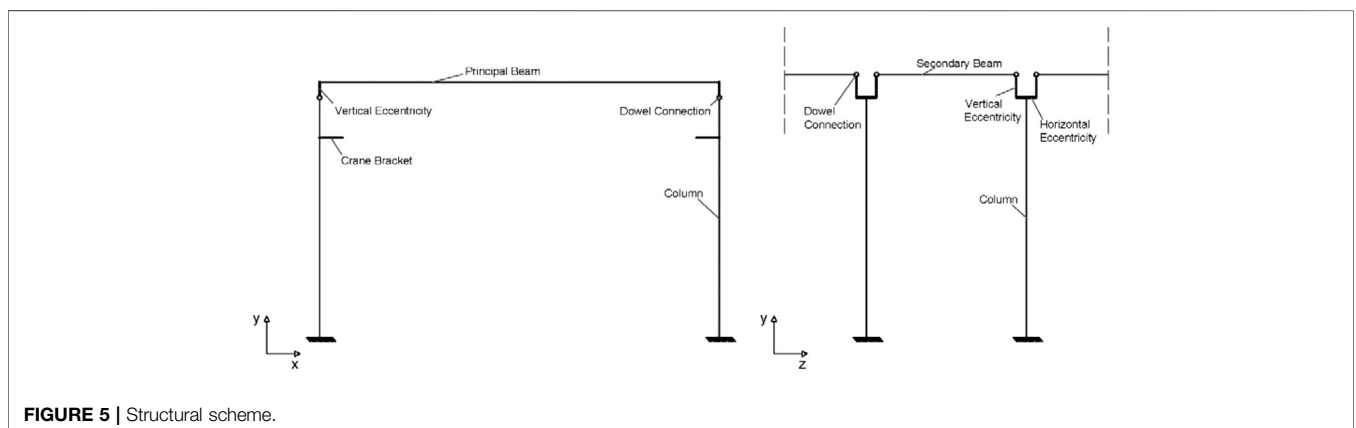 Principal Beam
Vertical Eccentricity
Dowel Connection
Crane Bracket
Column
y
x
Secondary Beam
Dowel
Connection
Vertical
Eccentricity
Horizontal
Eccentricity
Column
y
z
FIGURE 5 | Structural scheme.